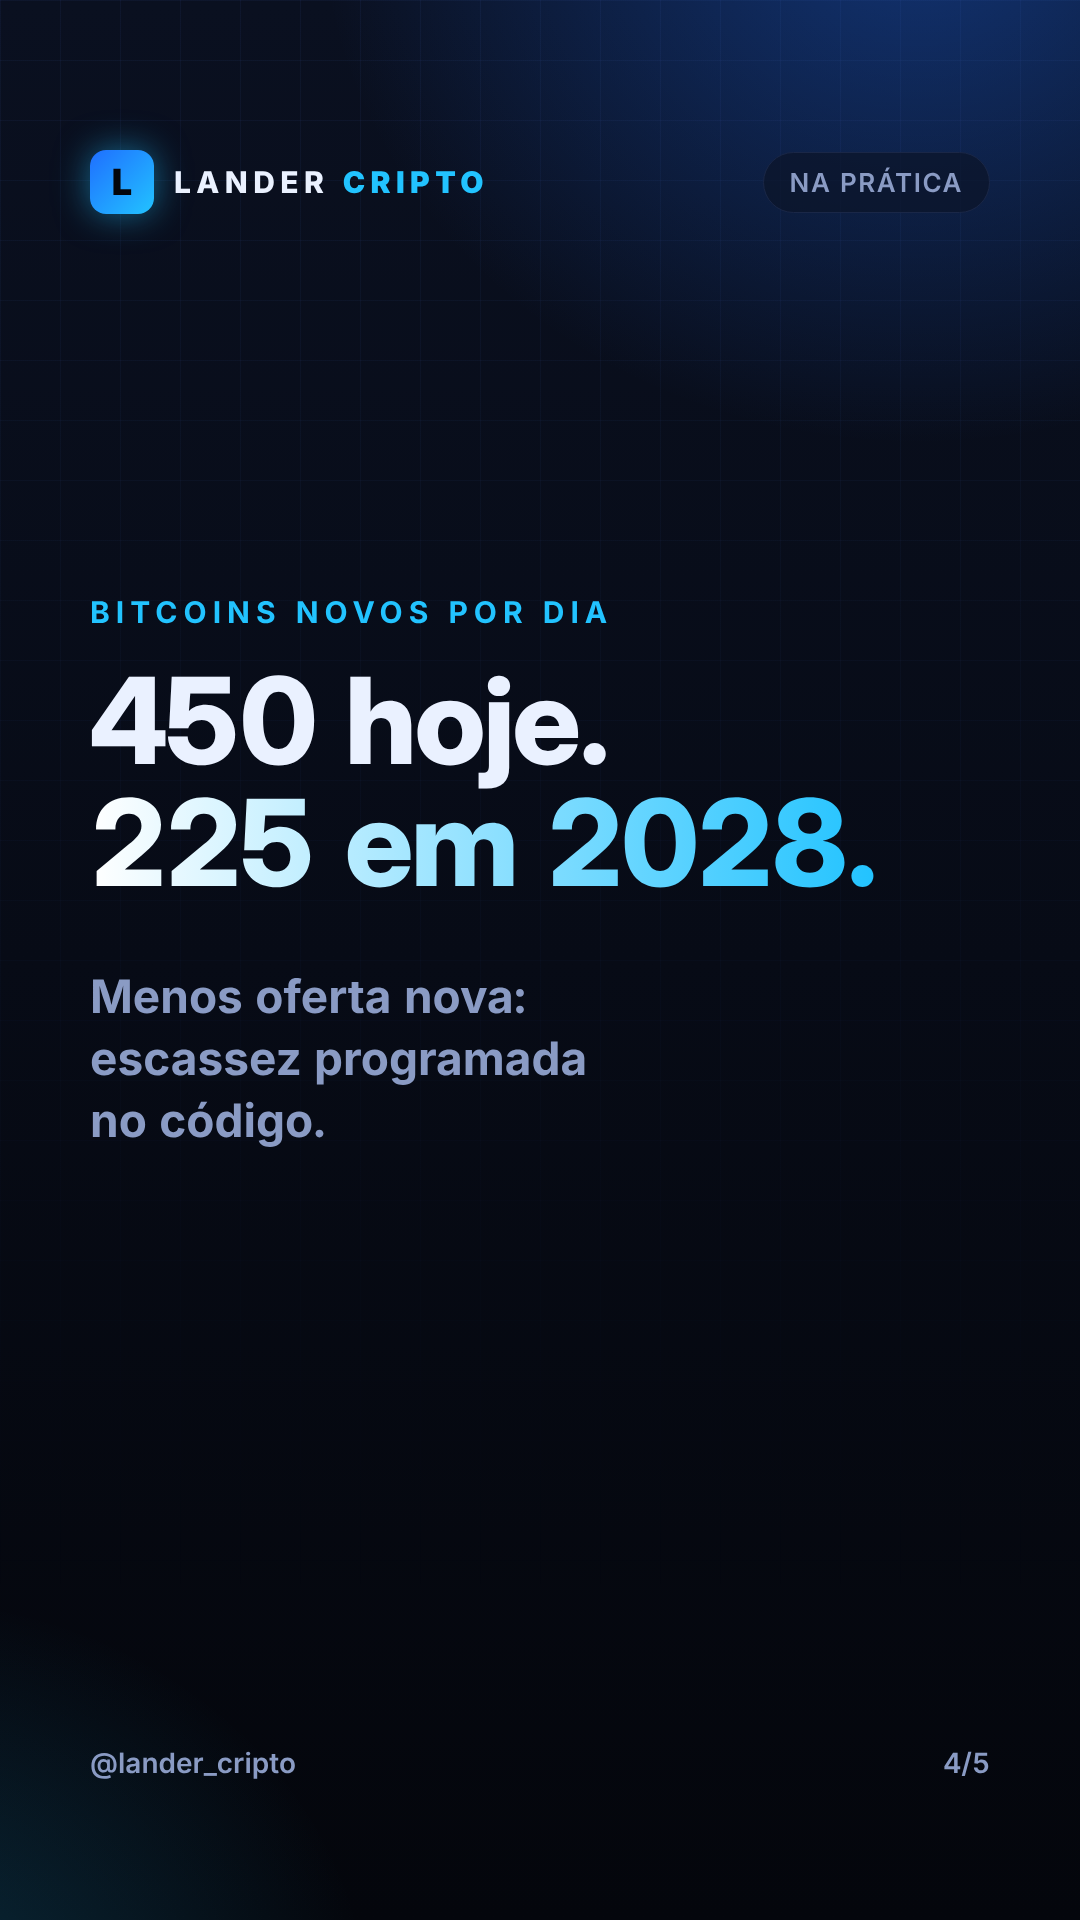 L LANDER CRIPTO
NA PRÁTICA
BITCOINS NOVOS POR DIA
450 hoje.
225 em 2028.
Menos oferta nova:
escassez programada
no código.
@lander_cripto
4/5